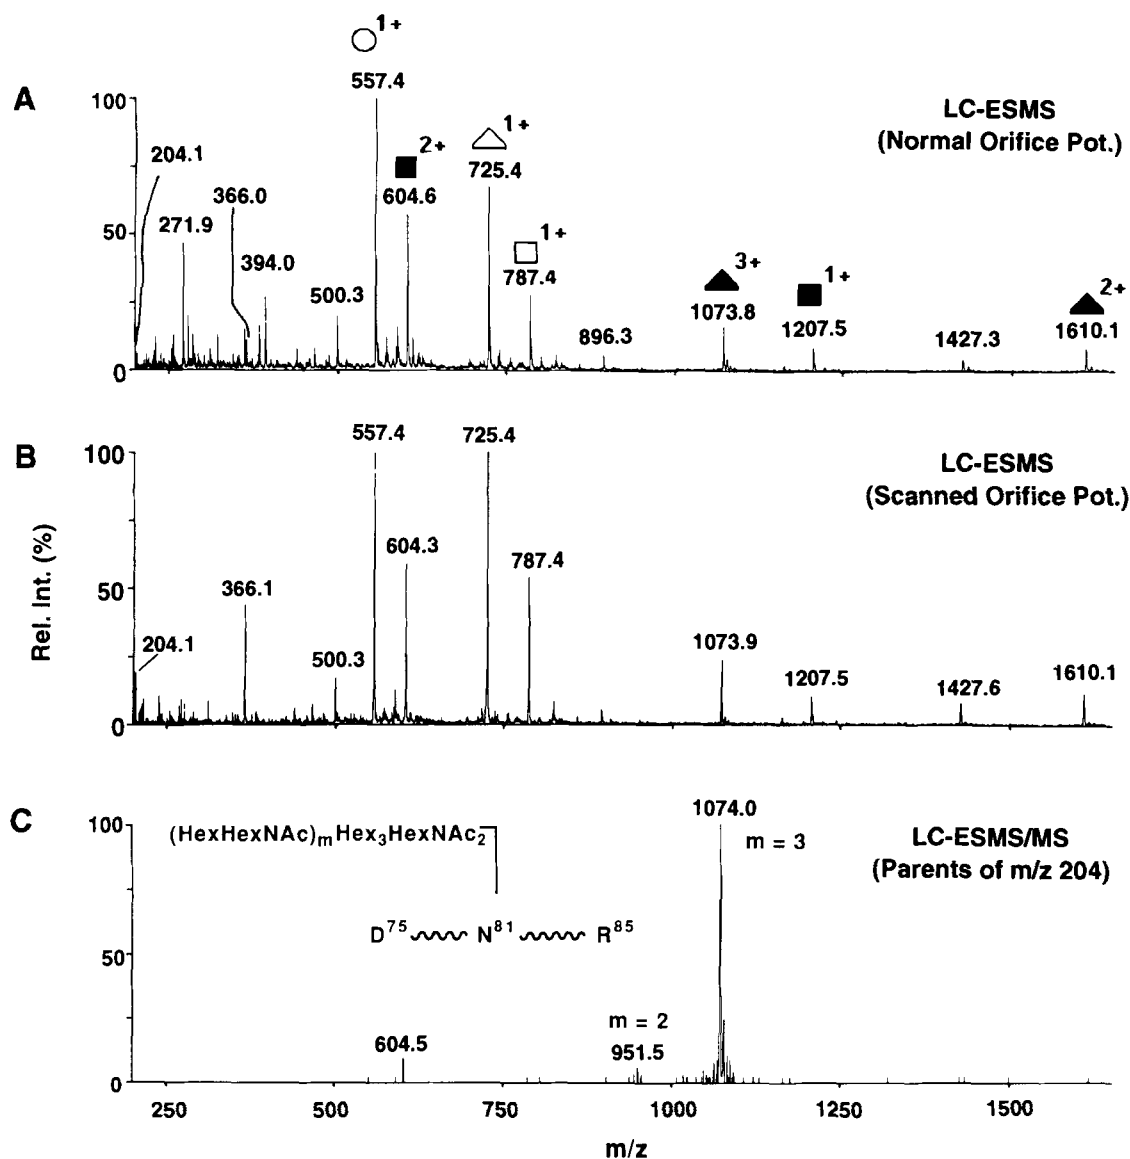 1+
557.4
A
100
LC-ESMS
(Normal Orifice Pot.)
204.1
2+
1+
725.4
366.0
604.6
271.9
50
394.0
1+
787.4
500.3
3+
1073.8
1+
1207.5
2+
1610.1
896.3
1427.3
0
B
557.4
725.4
100
LC-ESMS
(Scanned Orifice Pot.)
604.3
787.4
Rel. Int. (%)
50
366.1
204.1
500.3
1073.9
1207.5
1427.6
1610.1
0
C
1074.0
100
(HexHexNAc)mHex3HexNAc2
m = 3
LC-ESMS/MS
(Parents of m/z 204)
D75 N81 R85
50
m = 2
951.5
604.5
0
250 500 750 1000 1250 1500
m/z